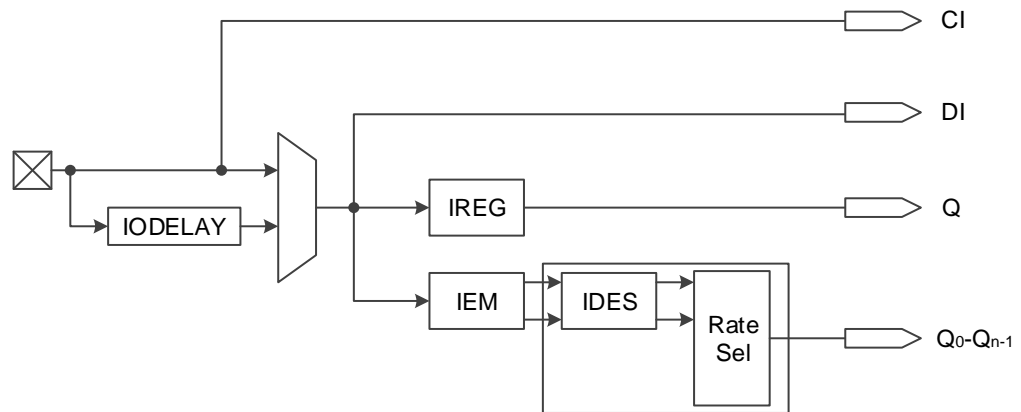 CI
DI
IODELAY
IREG
Q
IEM
IDES
Rate
Sel
Q0-Qn-1